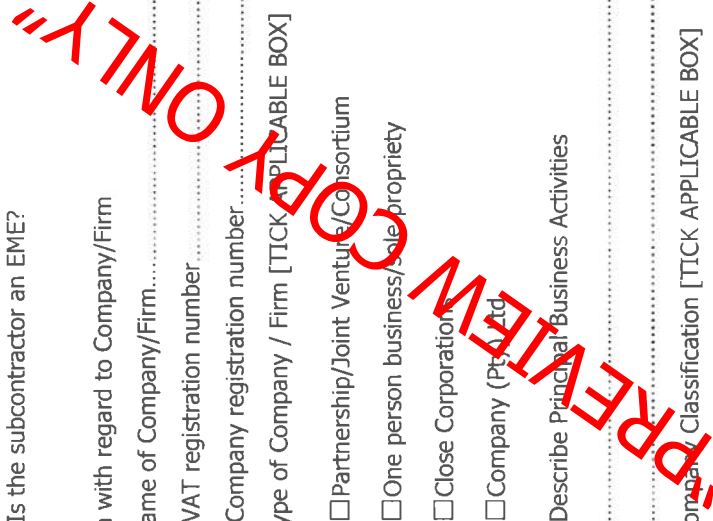 Is the subcontractor an EME?
with regard to Company/Firm
ame of Company/Firm
VAT registration number
Company registration number
ype of Company / Firm [TICK APPLICABLE BOX]
Partnership/Joint Venture/Consortium
One person business/sole propriety
Close Corporation
Company (Pty) Ltd
Describe Principal Business Activities
ompany Classification [TICK APPLICABLE BOX]
"PREVIEW COPY ONLY"